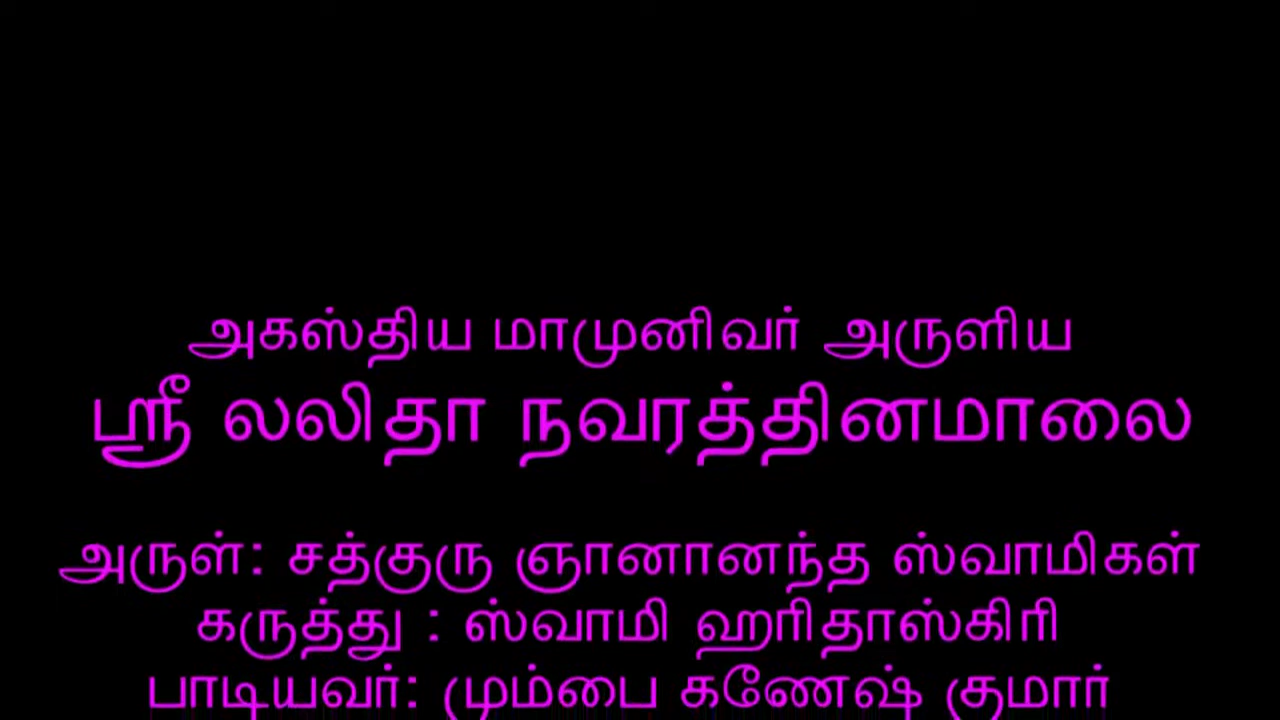 அகஸ்திய மாமுனிவர் அருளிய
ஸ்ரீ லலிதா நவரத்தினமாலை
அருள்: சத்குரு ஞானானந்த ஸ்வாமிகள்
கருத்து : ஸ்வாமி ஹரிதாஸ்கிரி
பாடியவர்: மும்பை கணேஷ் குமார்